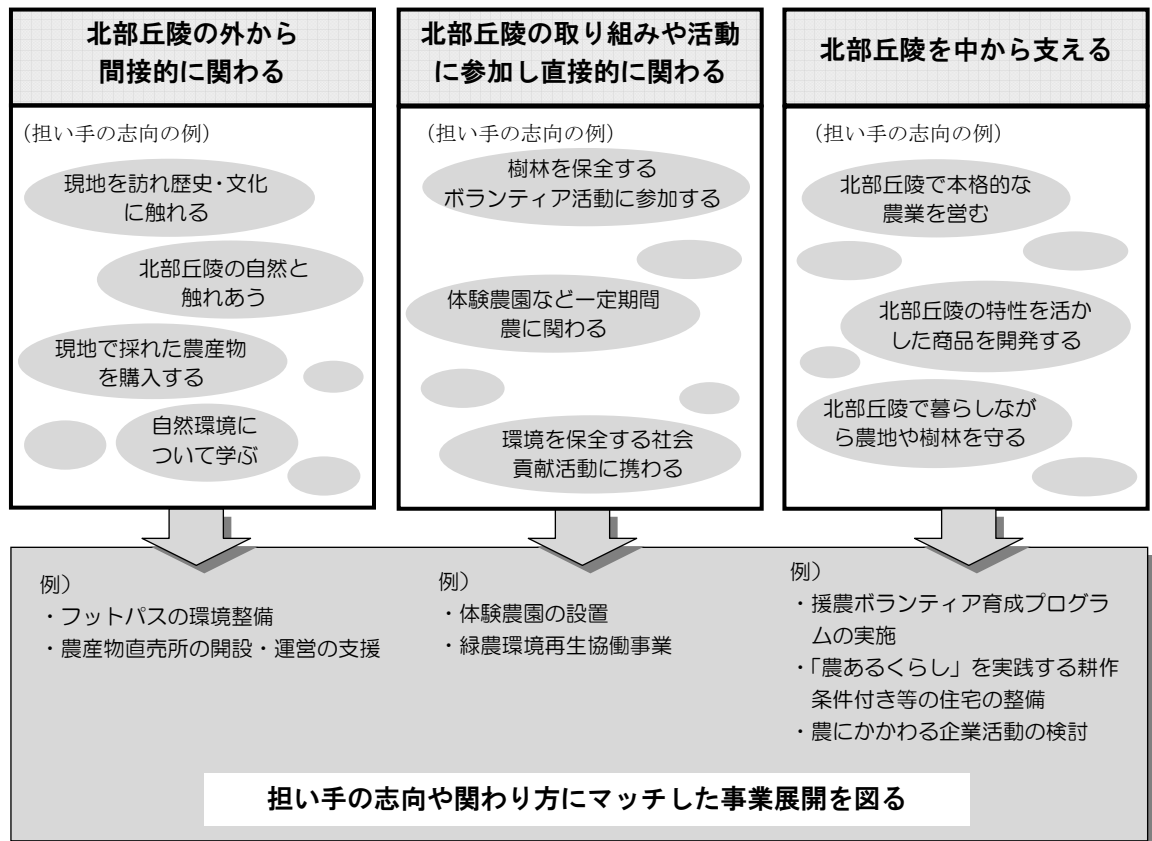 北部丘陵の外から
間接的に関わる
(担い手の志向の例)
現地を訪れ歴史・文化
に触れる
北部丘陵の自然と
触れあう
現地で採れた農産物
を購入する
自然環境に
ついて学ぶ
北部丘陵の取り組みや活動
に参加し直接的に関わる
(担い手の志向の例)
樹林を保全する
ボランティア活動に参加する
体験農園など一定期間
農に関わる
環境を保全する社会
貢献活動に携わる
北部丘陵を中から支える
(担い手の志向の例)
北部丘陵で本格的な
農業を営む
北部丘陵の特性を活か
した商品を開発する
北部丘陵で暮らしなが
ら農地や樹林を守る
例)
・フットパスの環境整備
・農産物直売所の開設・運営の支援
例)
・体験農園の設置
・緑農環境再生協働事業
例)
・援農ボランティア育成プログラ
ムの実施
・「農あるくらし」を実践する耕作
条件付き等の住宅の整備
・農にかかわる企業活動の検討
担い手の志向や関わり方にマッチした事業展開を図る